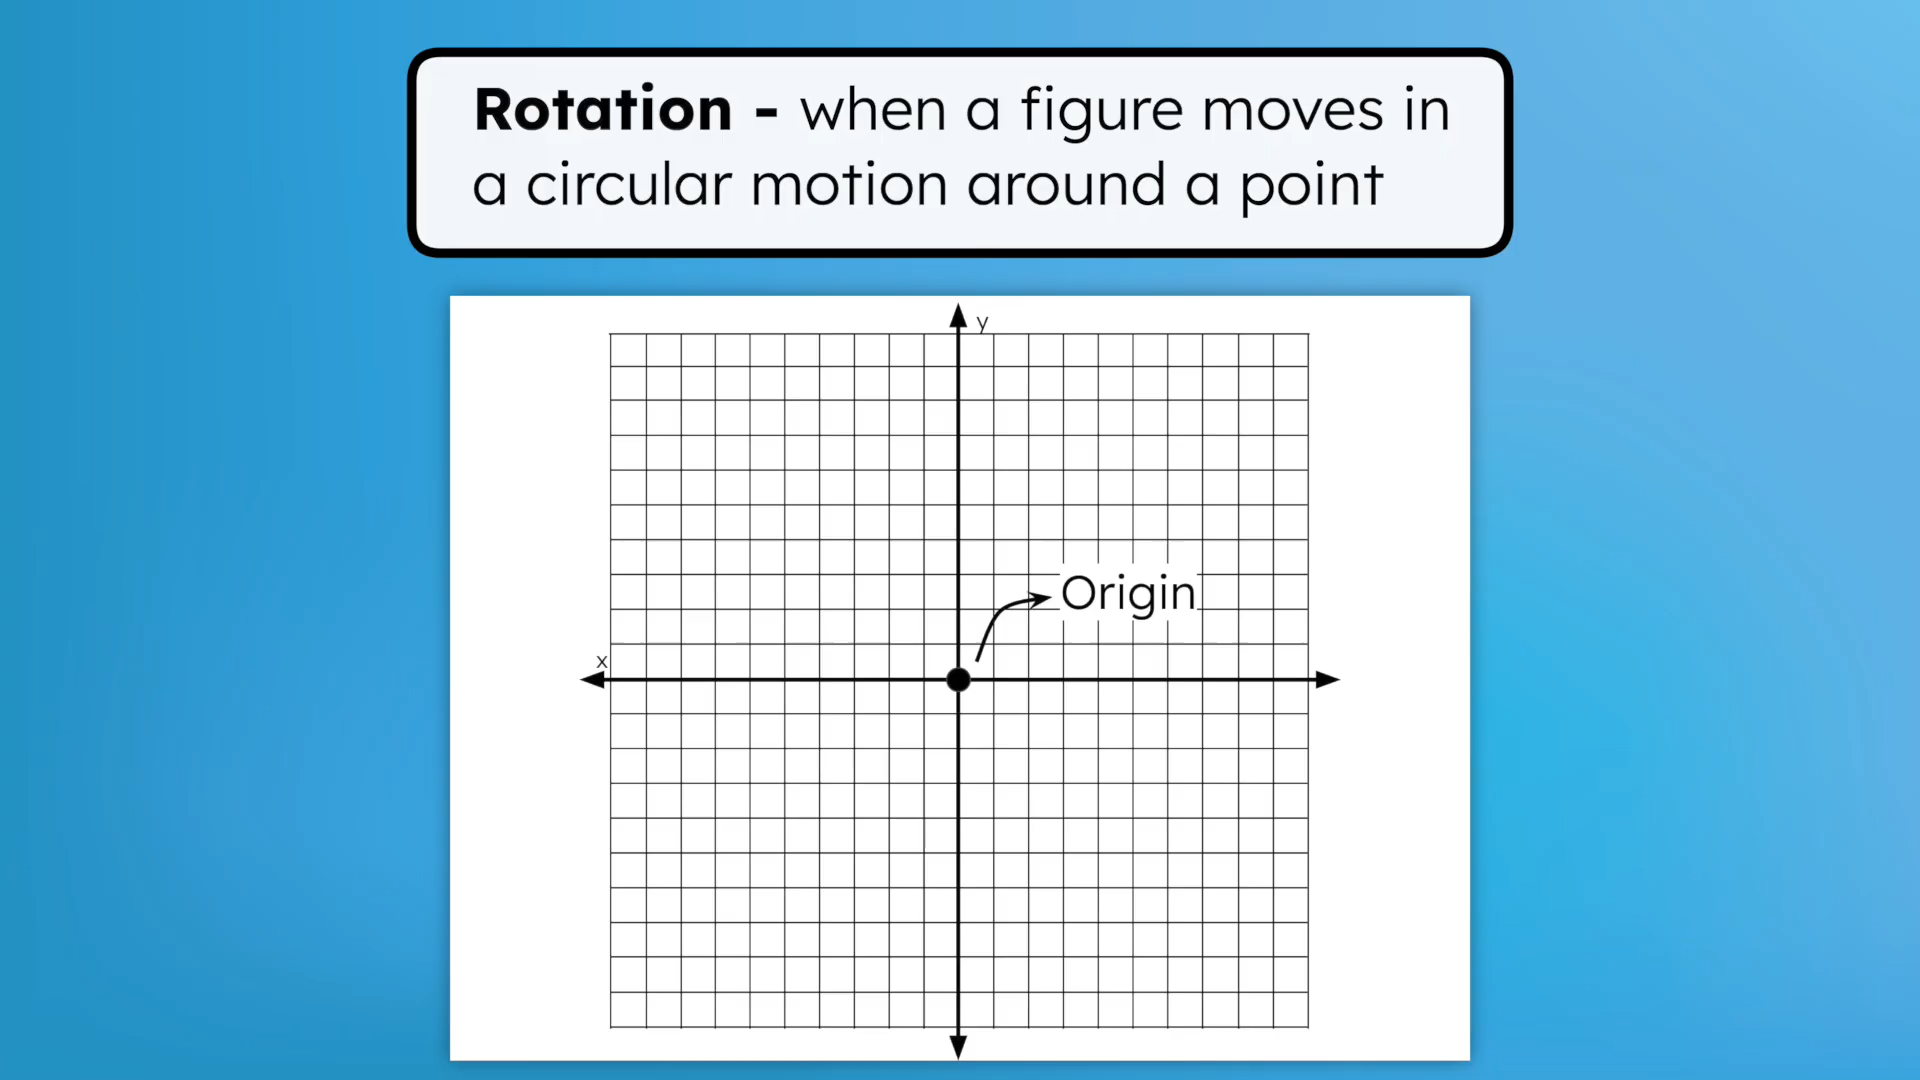 Rotation - when a figure moves in
a circular motion around a point
y
Origin
x